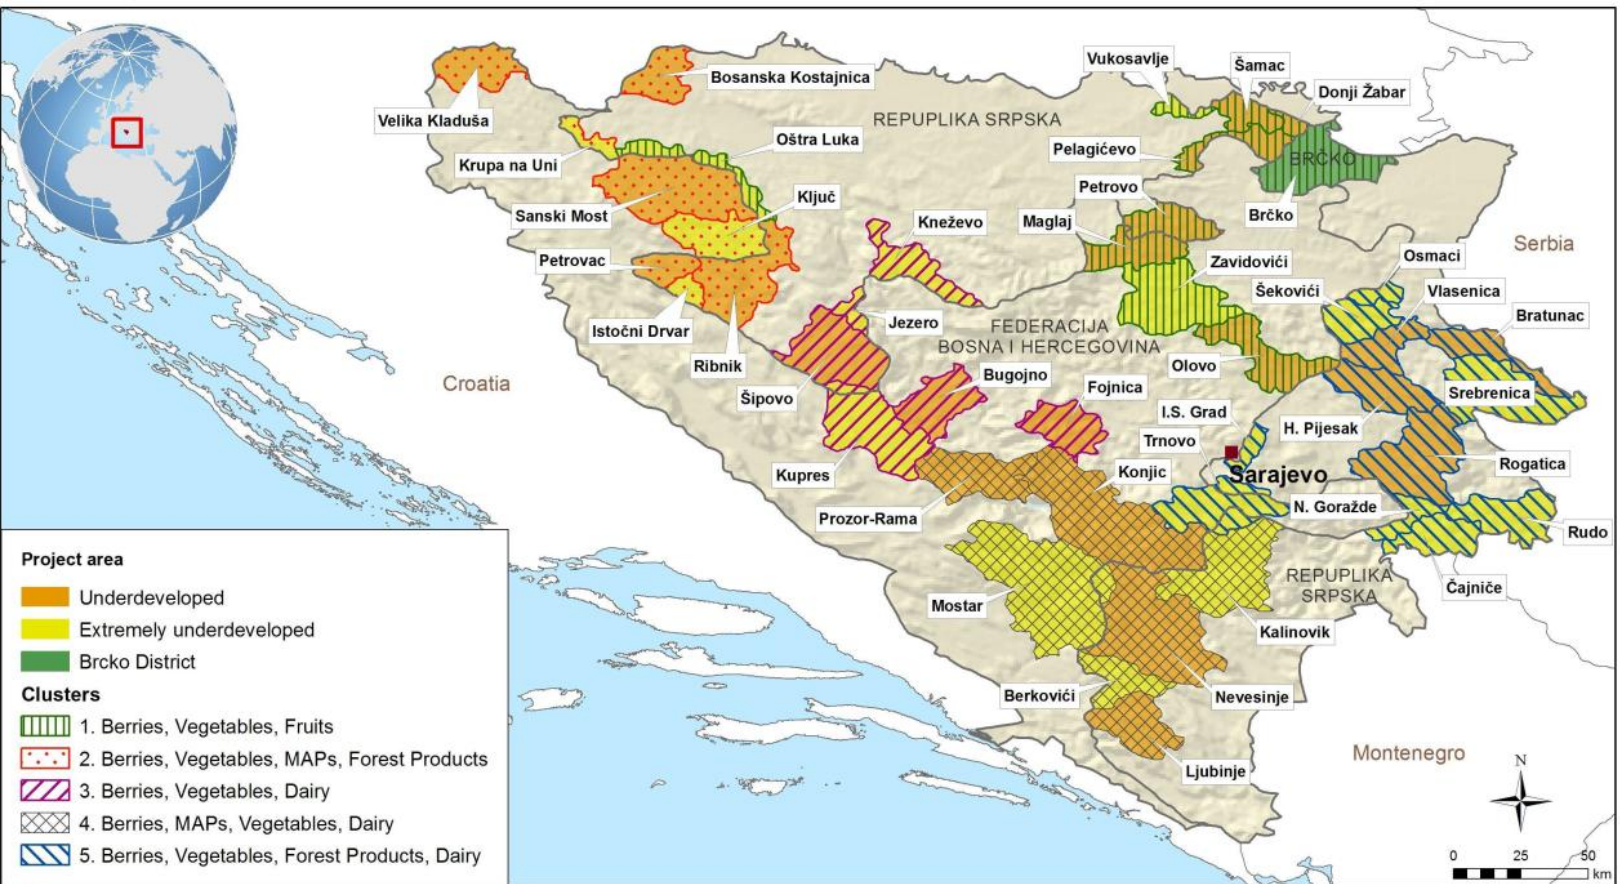 Vukosavlje
Šamac
Donji Žabar
Bosanska Kostajnica
Velika Kladuša
REPUPLIKA SRPSKA
Oštra Luka
Pelagićevo
BRČKO
Krupa na Uni
Petrovo
Ključ
Sanski Most
Kneževo
Maglaj
Brčko
Serbia
Petrovac
Zavidovići
Osmaci
Šekovići
Vlasenica
Bratunac
Istočni Drvar
Jezero
FEDERACIJA
BOSNA I HERCEGOVINA
Ribnik
Olovo
Croatia
Bugojno
Fojnica
Šipovo
Srebrenica
I.S. Grad
H. Pijesak
Trnovo
Kupres
Konjic
Sarajevo
Rogatica
Prozor-Rama
N. Goražde
Rudo
REPUPLIKA
SRPSKA
Čajniče
Mostar
Kalinovik
Berkovići
Nevesinje
Ljubinje
Montenegro
Project area
Underdeveloped
Extremely underdeveloped
Brcko District
Clusters
1. Berries, Vegetables, Fruits
2. Berries, Vegetables, MAPs, Forest Products
3. Berries, Vegetables, Dairy
4. Berries, MAPs, Vegetables, Dairy
5. Berries, Vegetables, Forest Products, Dairy
N
0 25 50
km